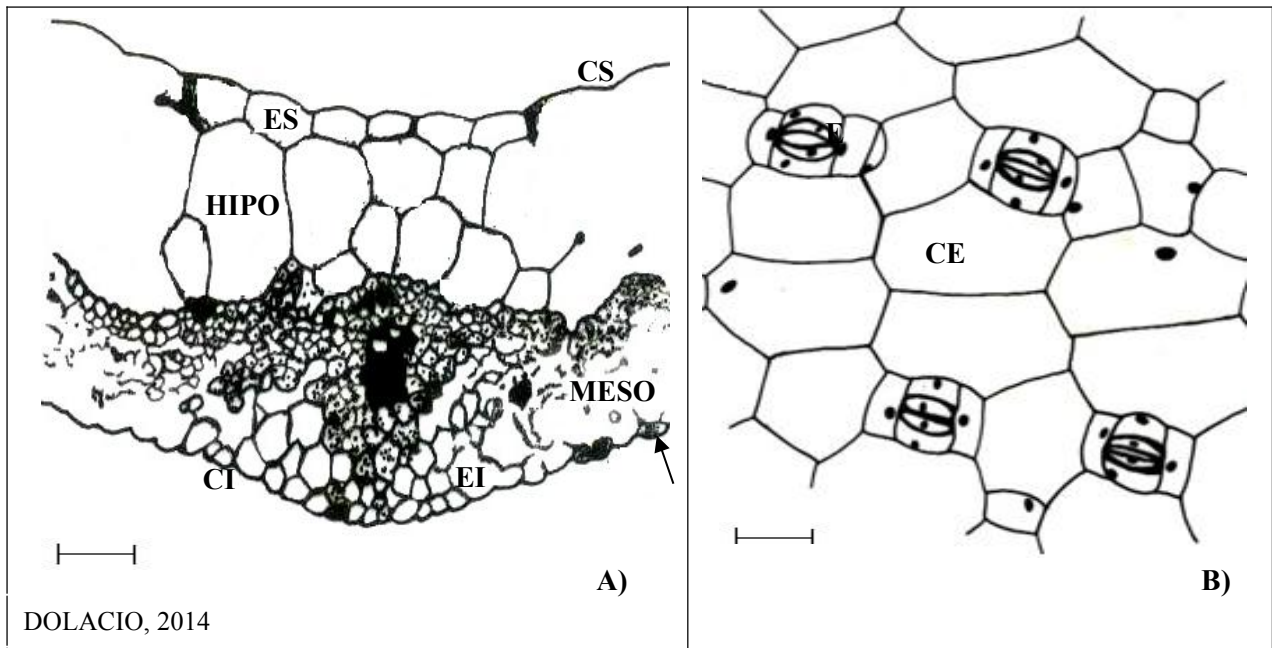 CS
ES
HIPO
MESO
CI
EI
A)
DOLACIO, 2014
E
CE
B)